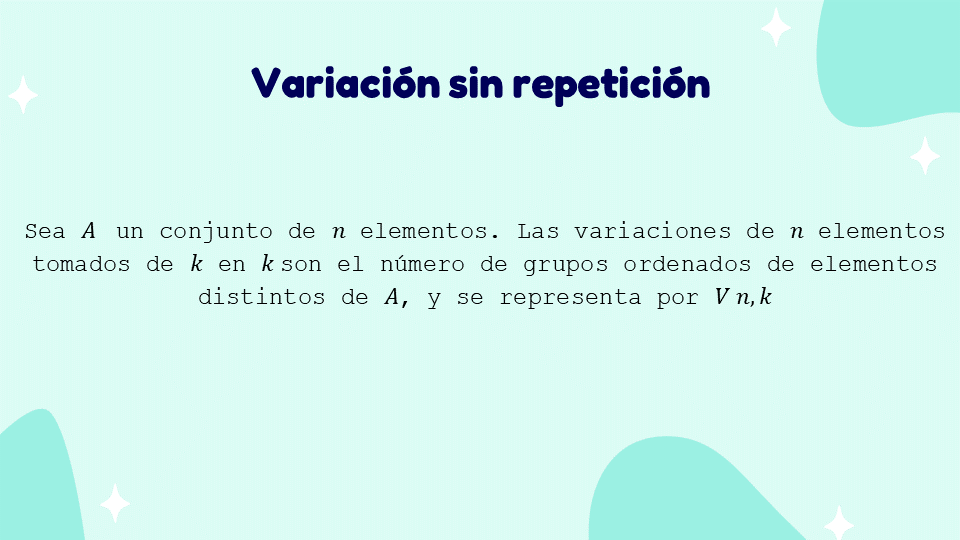 Variación sin repetición
Sea A un conjunto de n elementos. Las variaciones de n elementos
tomados de k en k son el número de grupos ordenados de elementos
distintos de A, y se representa por V n,k